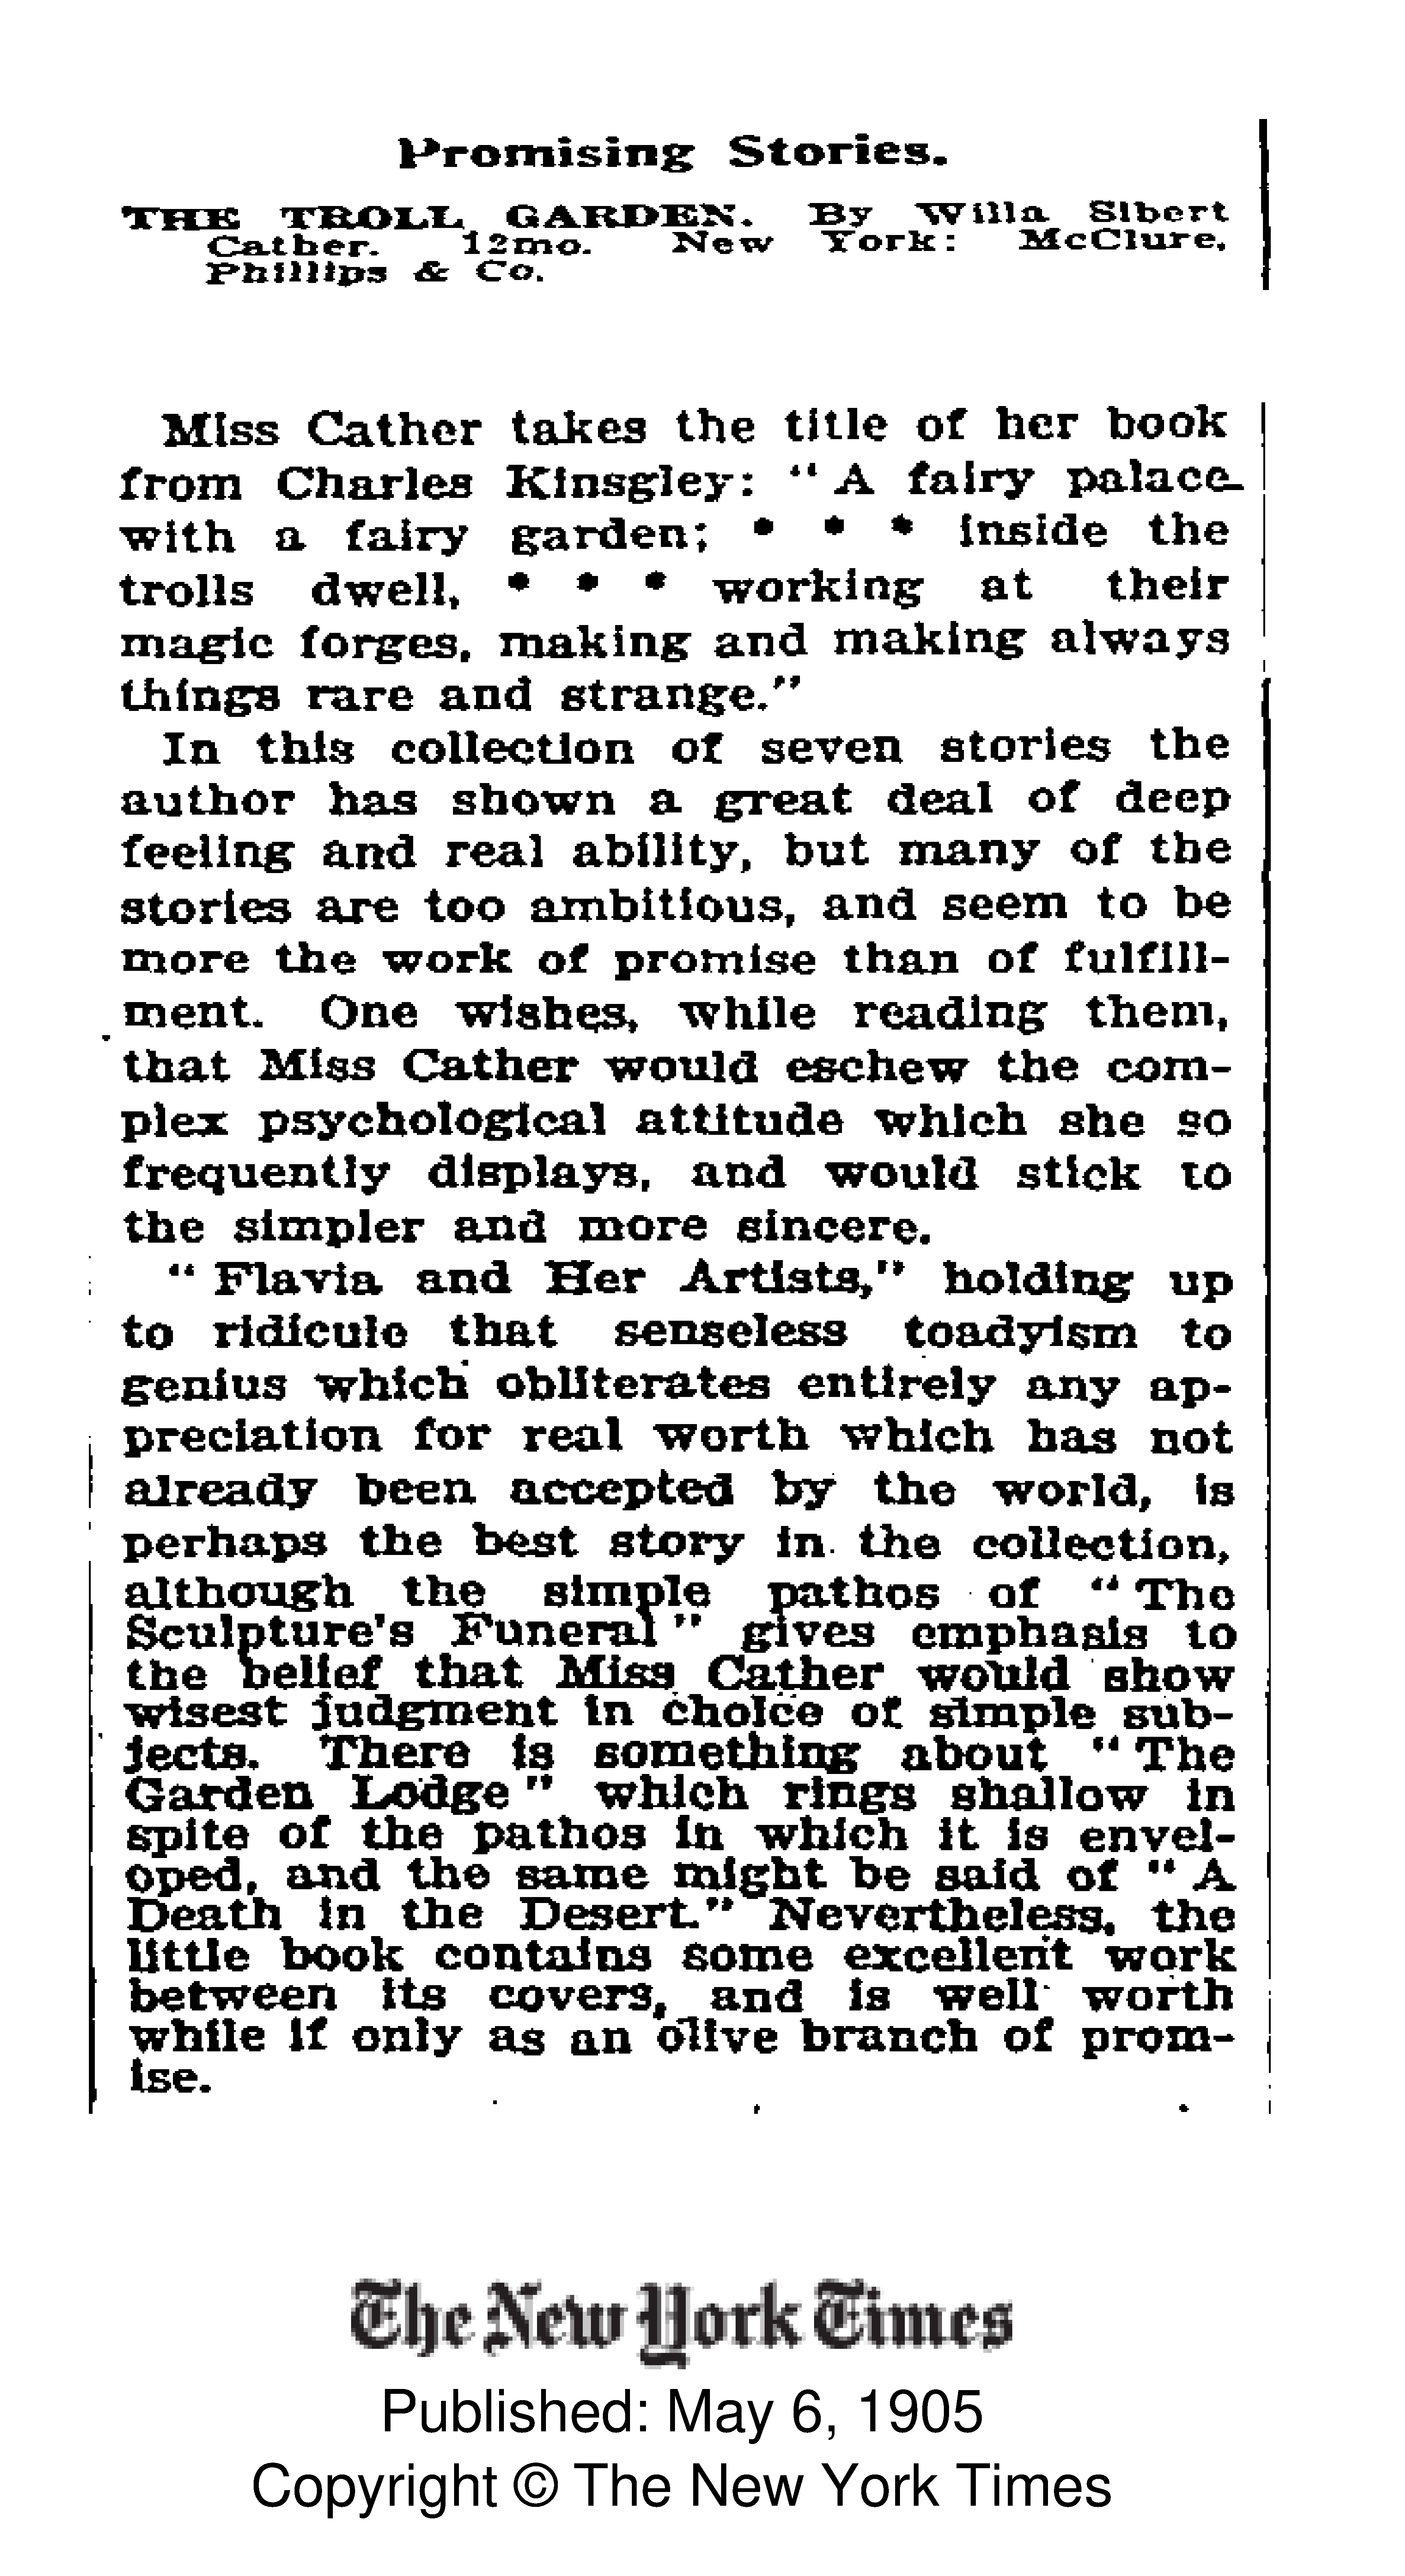 Promising Stories.
THE TROLL GARDEN. By Willa Sibert
Cather. 12mo. New York: McClure,
Phillips & Co.
Miss Cather takes the title of her book
from Charles Kinsgley: "A fairy palace
with a fairy garden; * * * inside the
trolls dwell, * * * working at their
magic forges, making and making always
things rare and strange."
In this collection of seven stories the
author has shown a great deal of deep
feeling and real ability, but many of the
stories are too ambitious, and seem to be
more the work of promise than of fulfill-
ment. One wishes, while reading them,
that Miss Cather would eschew the com-
plex psychological attitude which she so
frequently displays, and would stick to
the simpler and more sincere.
"Flavia and Her Artists," holding up
to ridicule that senseless toadyism to
genius which obliterates entirely any ap-
preciation for real worth which has not
already been accepted by the world, is
perhaps the best story in the collection,
although the simple pathos of "The
Sculpture's Funeral" gives emphasis to
the belief that Miss Cather would show
wisest judgment in choice of simple sub-
jects. There is something about "The
Garden Lodge" which rings shallow in
spite of the pathos in which it is envel-
oped, and the same might be said of "A
Death in the Desert." Nevertheless, the
little book contains some excellent work
between its covers, and is well worth
while if only as an olive branch of prom-
ise.
The New York Times
Published: May 6, 1905
Copyright © The New York Times